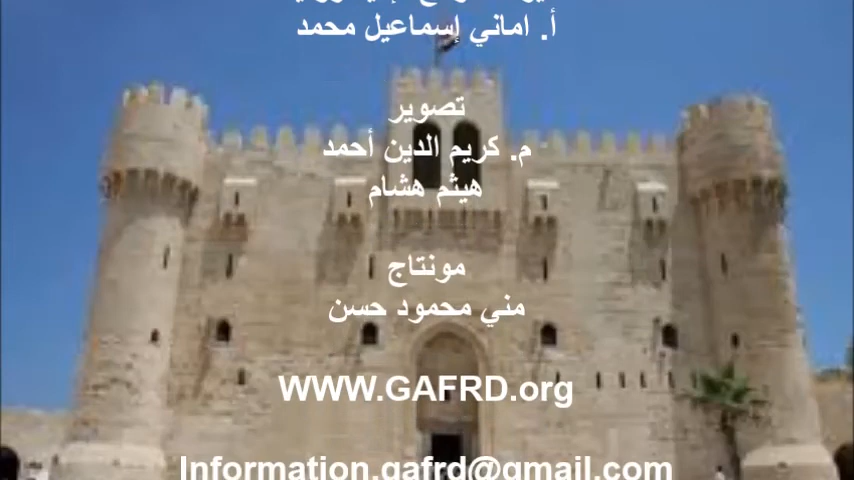 أ. اماني إسماعيل محمد
تصوير
م. كريم الدين أحمد
هيثم هشام
مونتاج
مني محمود حسن
WWW.GAFRD.org
Information.gafrd@gmail.com